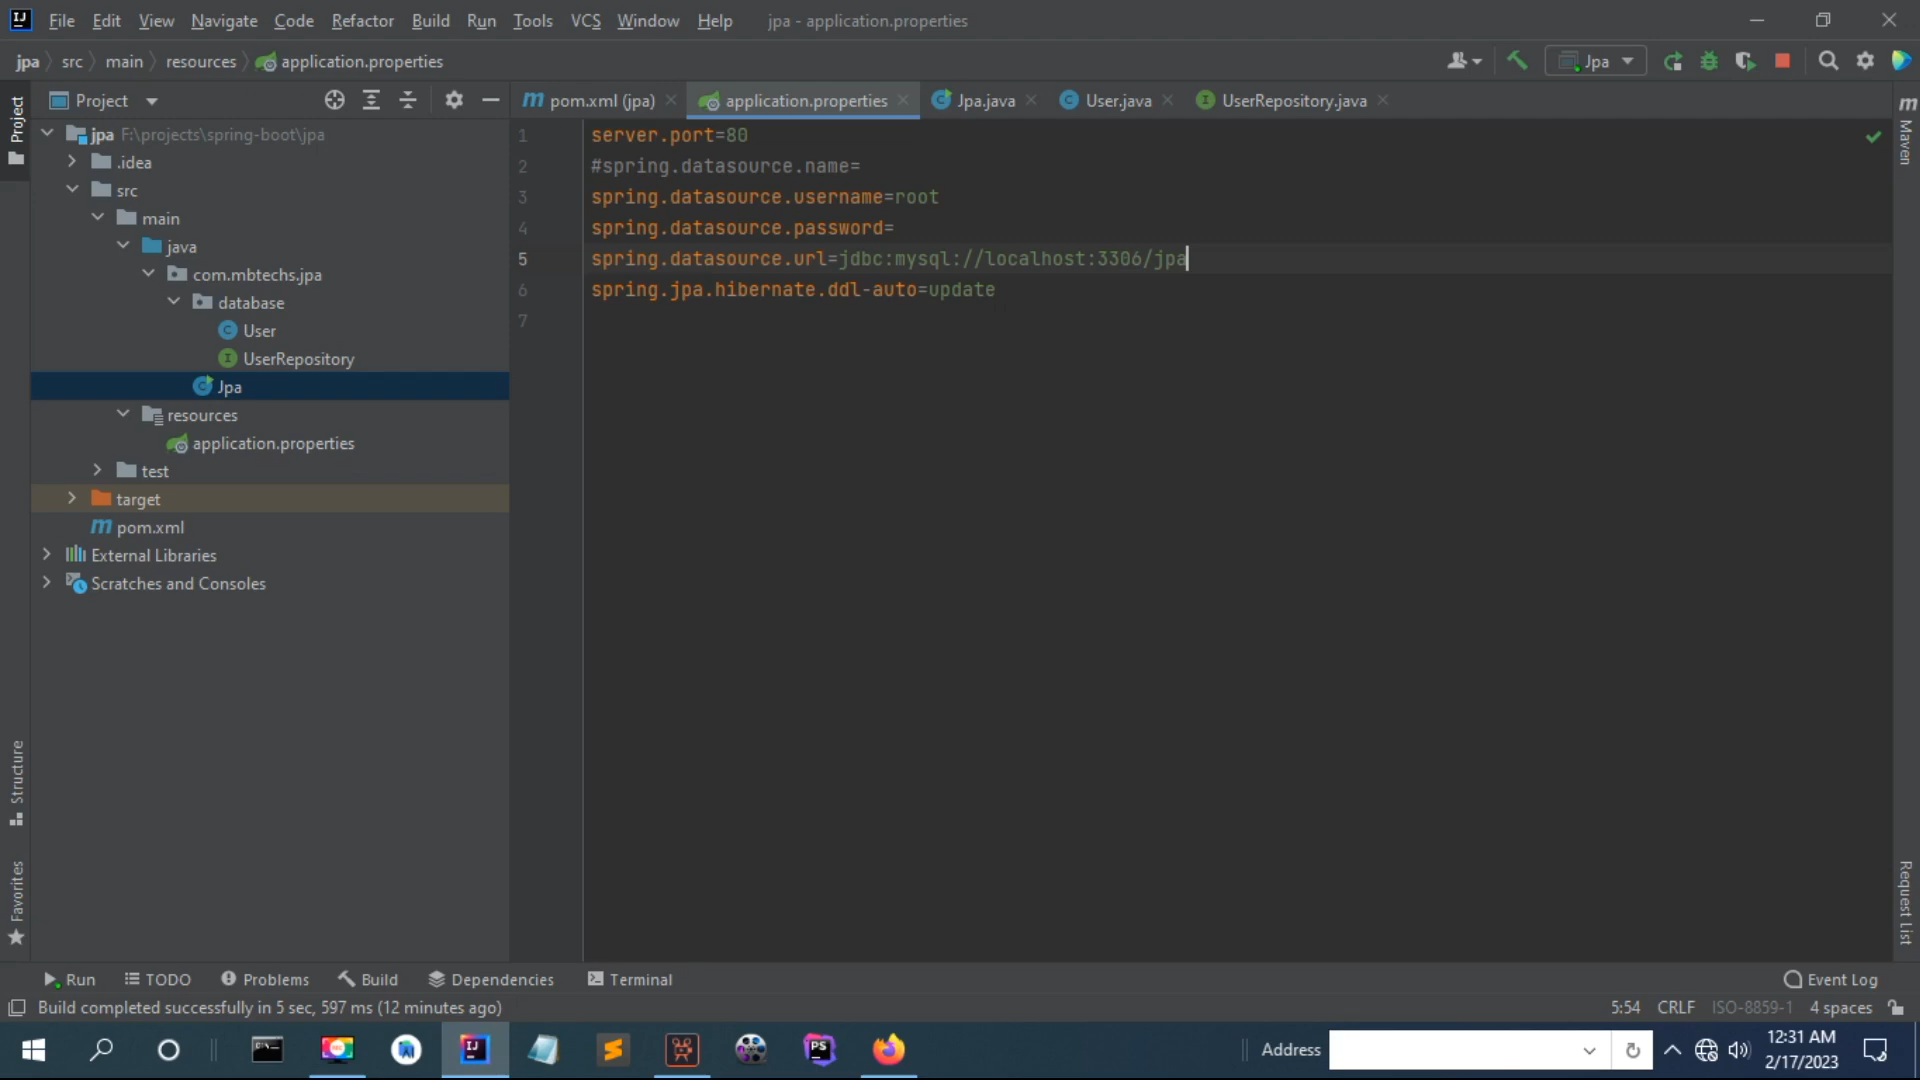 File Edit View Navigate Code Refactor Build Run Tools VCS Window Help jpa - application.properties
jpa src main resources application.properties Jpa
Project pom.xml (jpa) application.properties Jpa.java User.java UserRepository.java
Project
Maven
Structure
Favorites
Request List
jpa F:\projects\spring-boot\jpa
.idea
src
main
java
com.mbtechs.jpa
database
User
UserRepository
Jpa
resources
application.properties
test
target
pom.xml
External Libraries
Scratches and Consoles
1 server.port=80
2 #spring.datasource.name=
3 spring.datasource.username=root
4 spring.datasource.password=
5 spring.datasource.url=jdbc:mysql://localhost:3306/jpa
6 spring.jpa.hibernate.ddl-auto=update
7
Run TODO Problems Build Dependencies Terminal Event Log
Build completed successfully in 5 sec, 597 ms (12 minutes ago) 5:54 CRLF ISO-8859-1 4 spaces
Address 12:31 AM
2/17/2023